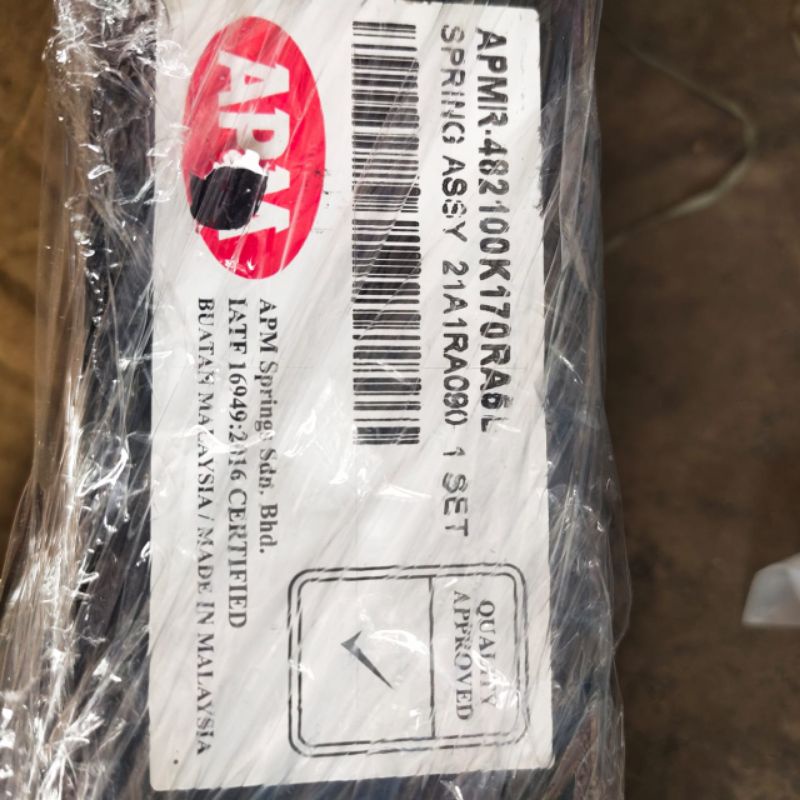 APMR-482100K170RA6L
SPRING ASSY 21A1RA090 1 SET
APM
QUALITY
APPROVED
APM Springs Sdn. Bhd.
IATF 16949:2016 CERTIFIED
BUATAN MALAYSIA / MADE IN MALAYSIA